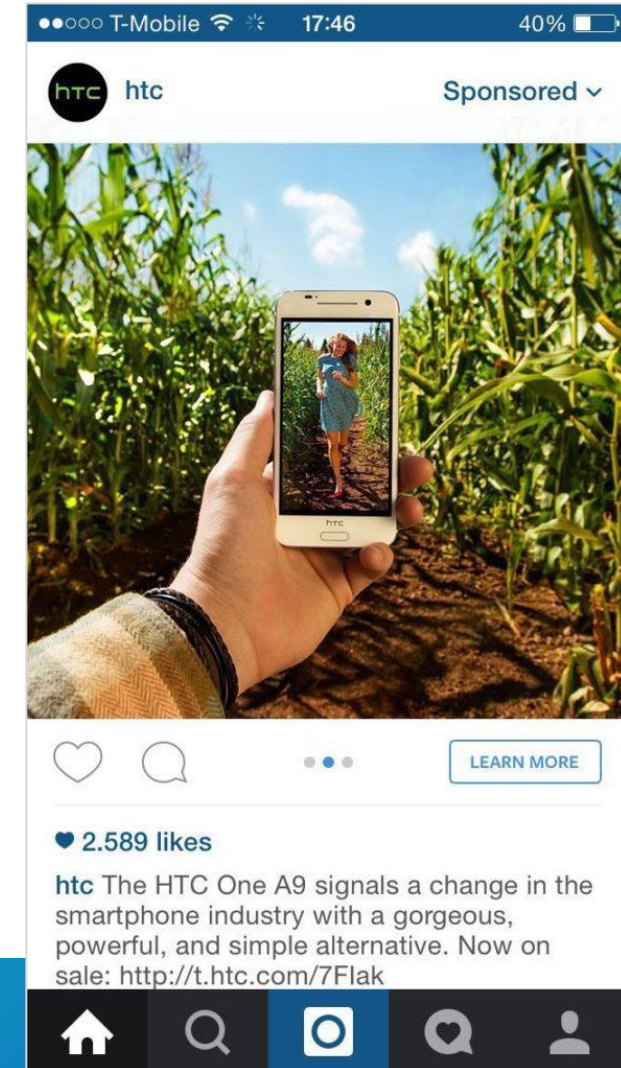 T-Mobile 17:46 40%
hTC htc Sponsored
hTC
LEARN MORE
2.589 likes
htc The HTC One A9 signals a change in the
smartphone industry with a gorgeous,
powerful, and simple alternative. Now on
sale: http://t.htc.com/7FIak